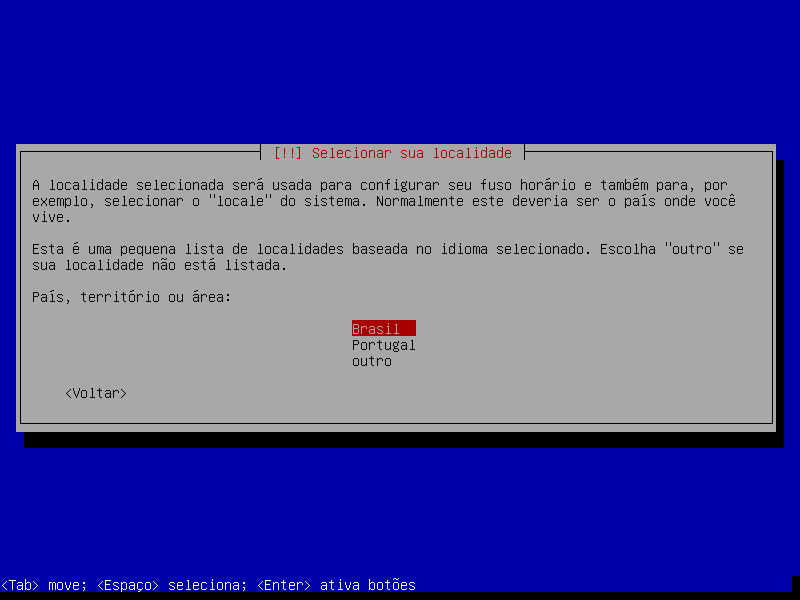 [!!] Selecionar sua localidade
A localidade selecionada será usada para configurar seu fuso horário e também para, por
exemplo, selecionar o "locale" do sistema. Normalmente este deveria ser o país onde você
vive.
Esta é uma pequena lista de localidades baseada no idioma selecionado. Escolha "outro" se
sua localidade não está listada.
País, território ou área:
Brasil
Portugal
outro
<Voltar>
<Tab> move; <Espaço> seleciona; <Enter> ativa botões